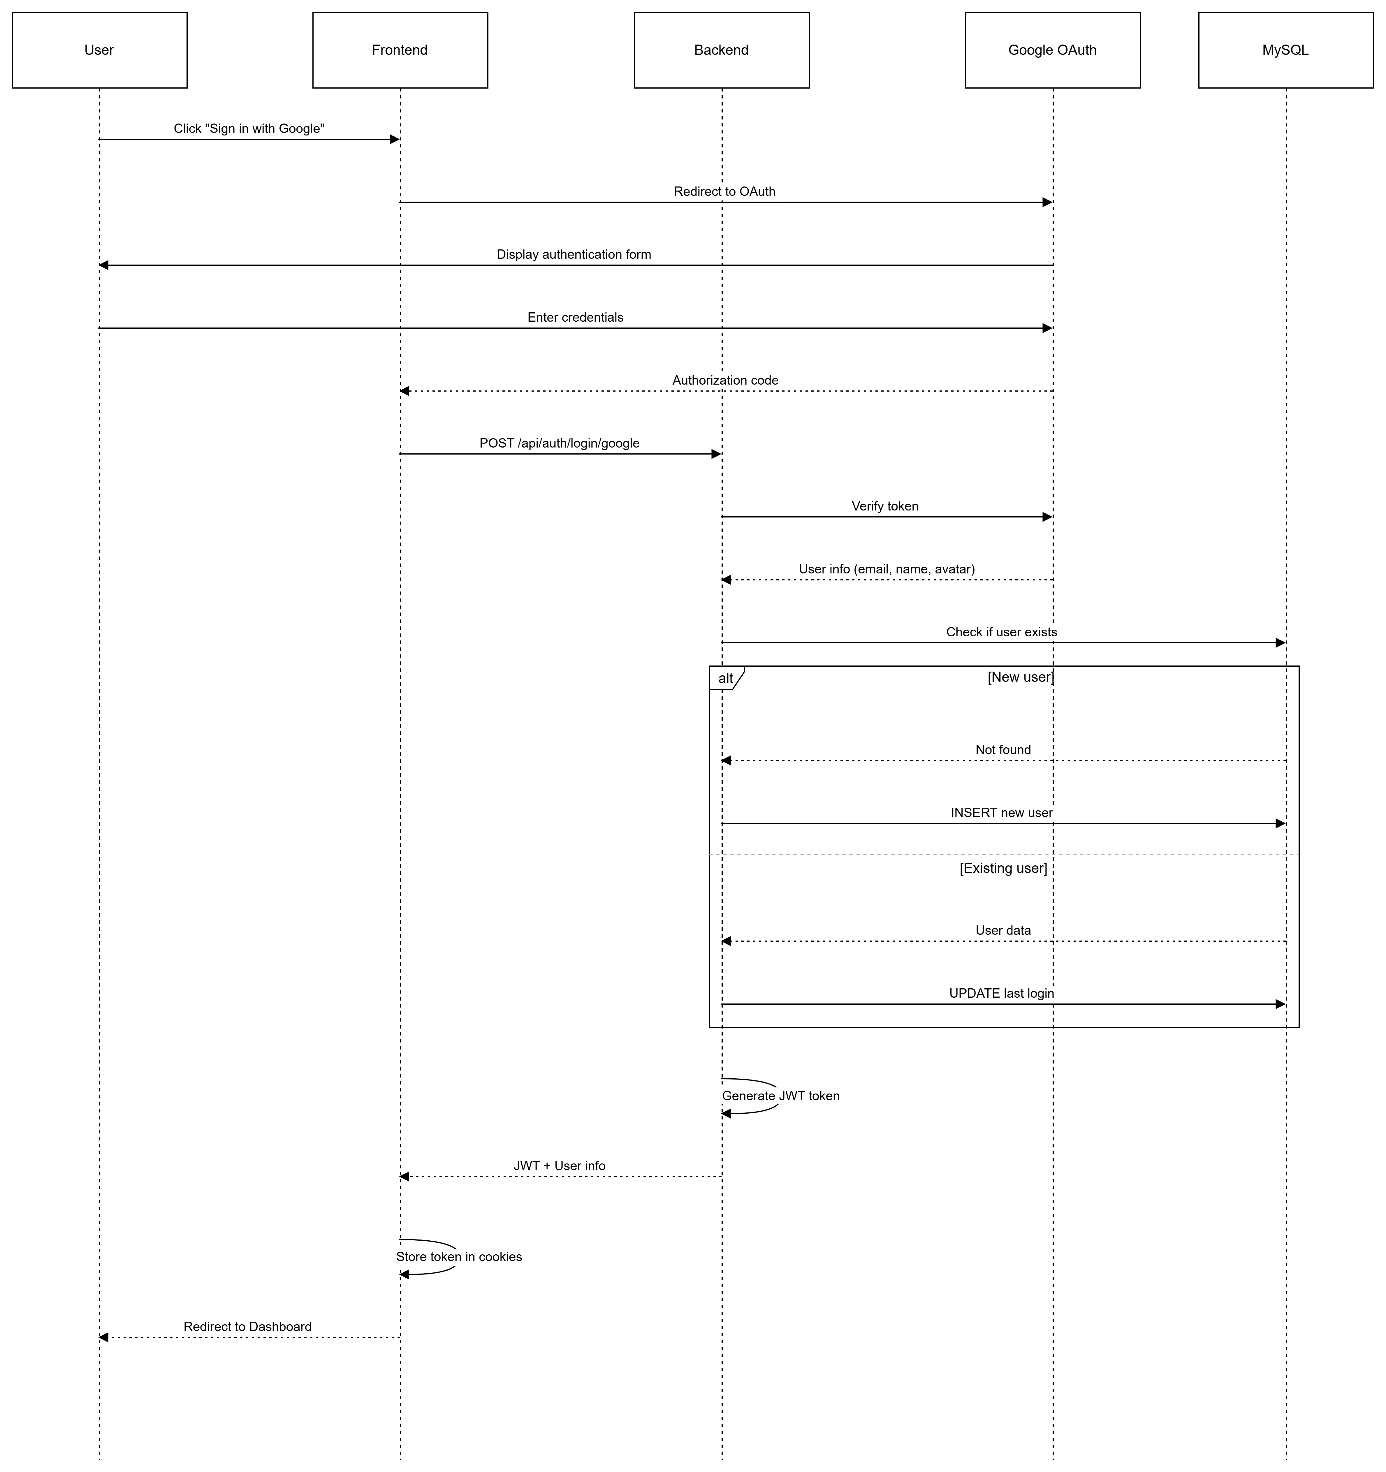 User
Frontend
Backend
Google OAuth
MySQL
Click "Sign in with Google"
Redirect to OAuth
Display authentication form
Enter credentials
Authorization code
POST /api/auth/login/google
Verify token
User info (email, name, avatar)
Check if user exists
alt
[New user]
Not found
INSERT new user
[Existing user]
User data
UPDATE last login
Generate JWT token
JWT + User info
Store token in cookies
Redirect to Dashboard